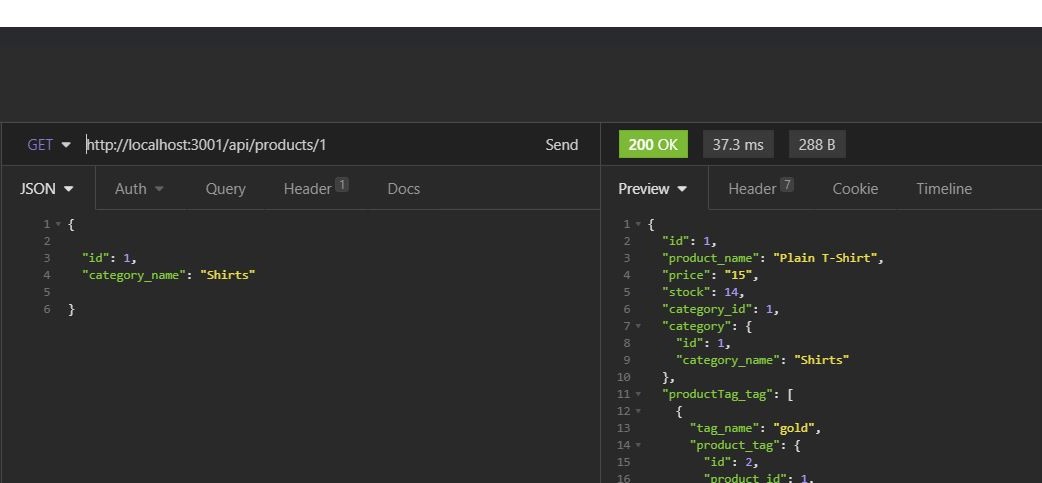 GET http://localhost:3001/api/products/1 Send 200 OK 37.3 ms 288 B
JSON Auth Query Header 1 Docs Preview Header 7 Cookie Timeline
1 {
2
3 "id": 1,
4 "category_name": "Shirts"
5
6 }
1 {
2 "id": 1,
3 "product_name": "Plain T-Shirt",
4 "price": "15",
5 "stock": 14,
6 "category_id": 1,
7 "category": {
8 "id": 1,
9 "category_name": "Shirts"
10 },
11 "productTag_tag": [
12 {
13 "tag_name": "gold",
14 "product_tag": {
15 "id": 2,
16 "product_id": 1,